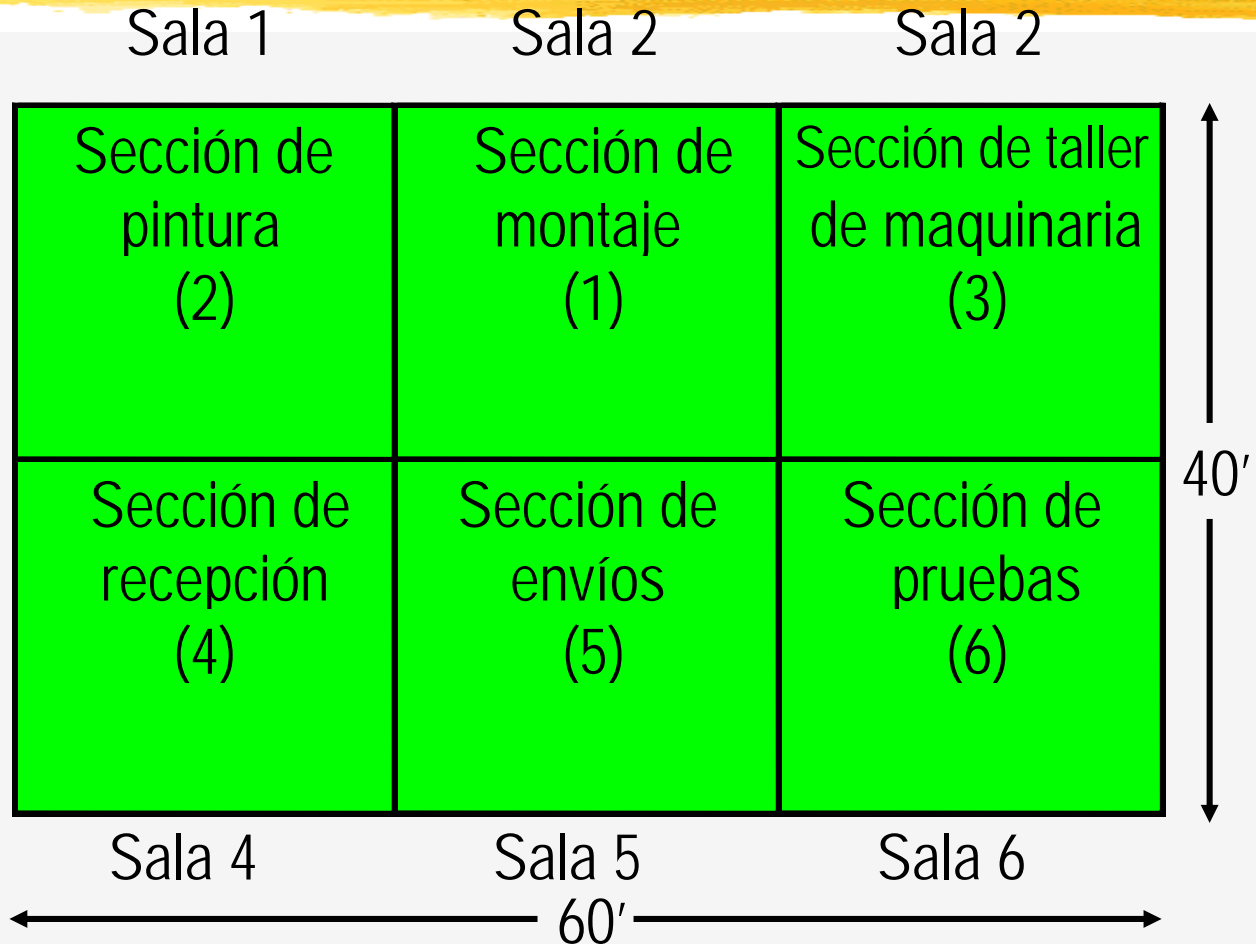 Sala 1
Sala 2
Sala 2
Sección de
pintura
(2)
Sección de
montaje
(1)
Sección de taller
de maquinaria
(3)
Sección de
recepción
(4)
Sección de
envíos
(5)
Sección de
pruebas
(6)
40′
Sala 4
Sala 5
Sala 6
60′